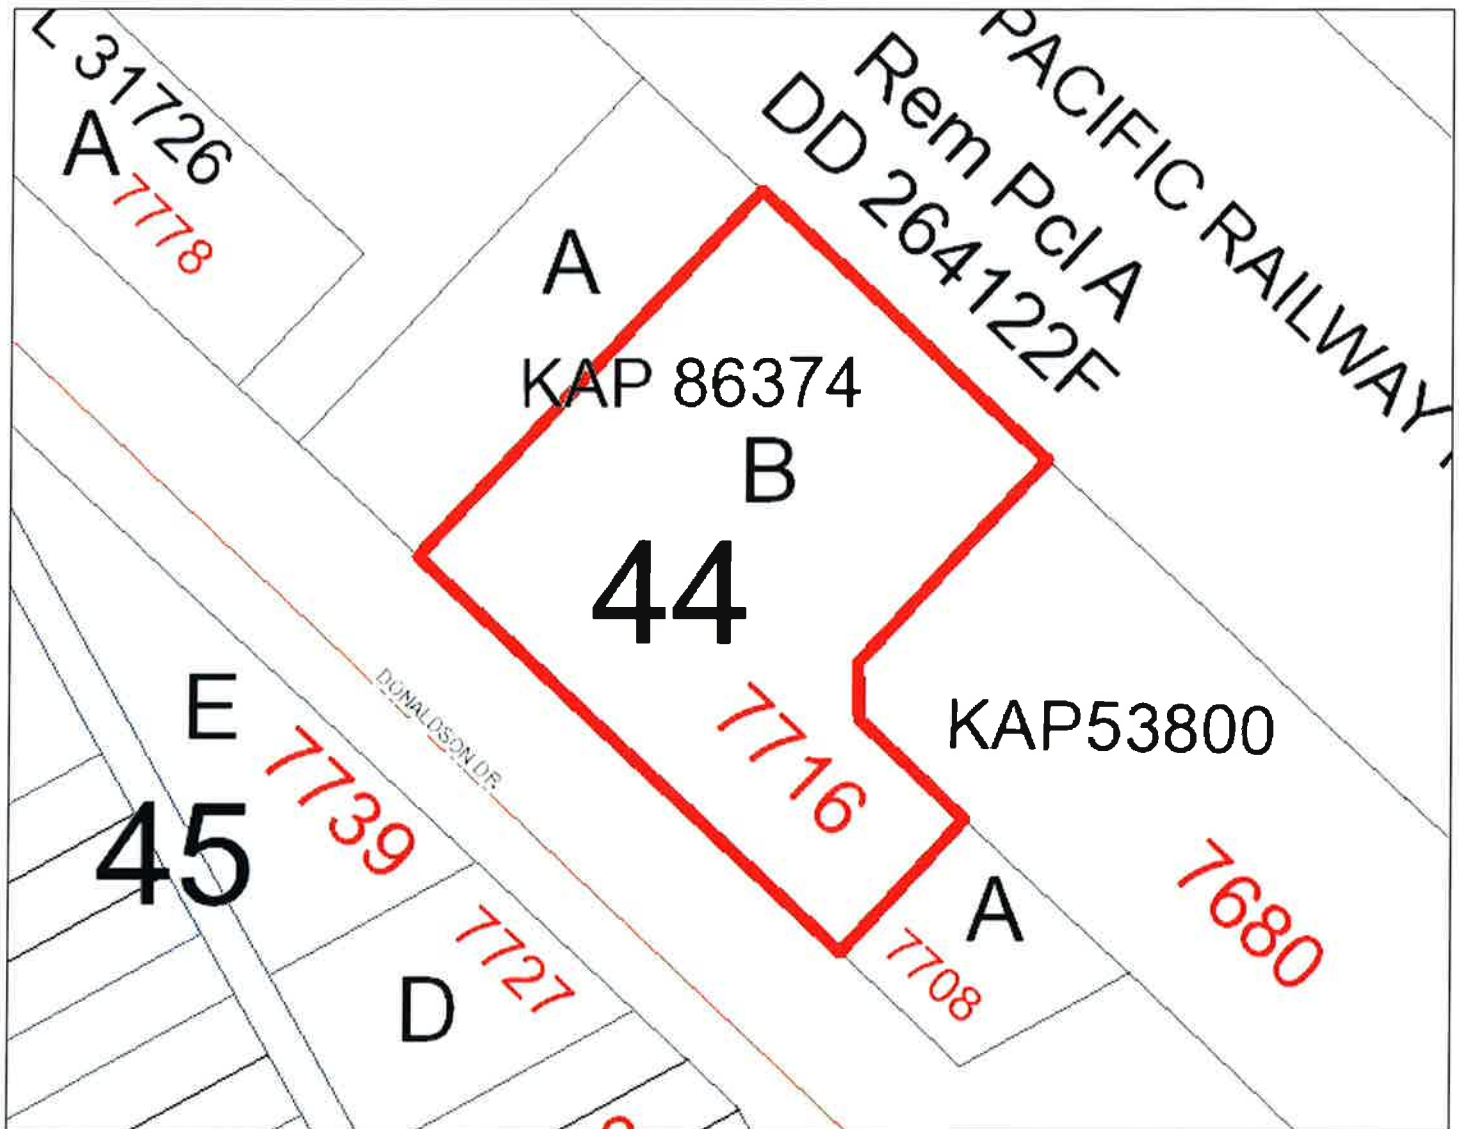 L 31726
A
7778
PACIFIC RAILWAY
Rem Pcl A
DD 264122F
A
KAP 86374
B
44
7716
KAP53800
DONALDSON DR
E
7739
45
7727
D
A
7708
7680